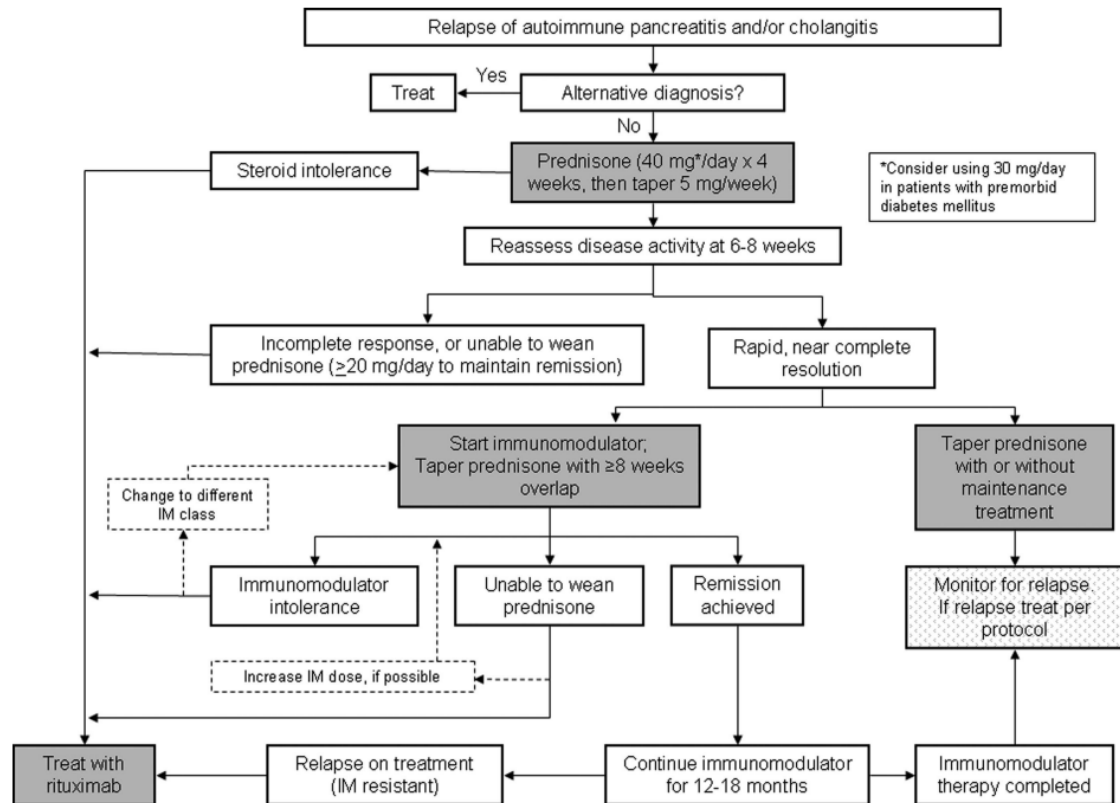 Relapse of autoimmune pancreatitis and/or cholangitis
Yes
Treat
Alternative diagnosis?
No
Steroid intolerance
Prednisone (40 mg*/day x 4
weeks, then taper 5 mg/week)
*Consider using 30 mg/day
in patients with premorbid
diabetes mellitus
Reassess disease activity at 6-8 weeks
Incomplete response, or unable to wean
prednisone (≥20 mg/day to maintain remission)
Rapid, near complete
resolution
Start immunomodulator;
Taper prednisone with ≥8 weeks
overlap
Taper prednisone
with or without
maintenance
treatment
Change to different
IM class
Immunomodulator
intolerance
Unable to wean
prednisone
Remission
achieved
Monitor for relapse.
If relapse treat per
protocol
Increase IM dose, if possible
Treat with
rituximab
Relapse on treatment
(IM resistant)
Continue immunomodulator
for 12-18 months
Immunomodulator
therapy completed